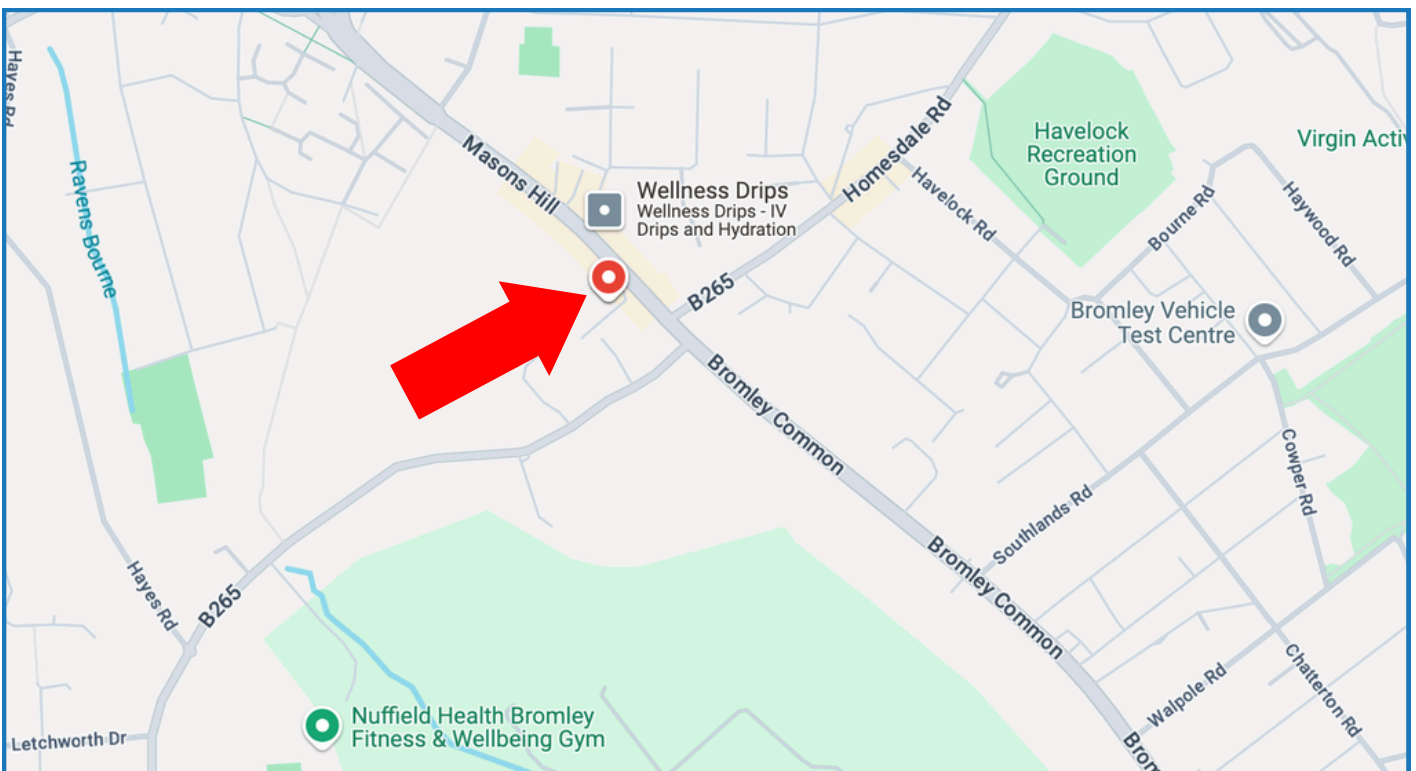 Hayes Rd
Ravens Bourne
Masons Hill
Wellness Drips
Wellness Drips - IV
Drips and Hydration
Homesdale Rd
Havelock
Recreation
Ground
Virgin Acti
Havelock Rd
Bourne Rd
Haywood Rd
B265
Bromley Vehicle
Test Centre
Bromley Common
Cowper Rd
Southlands Rd
Bromley Common
Hayes Rd
B265
Walpole Rd
Chatterton Rd
Nuffield Health Bromley
Fitness & Wellbeing Gym
Letchworth Dr
Brom